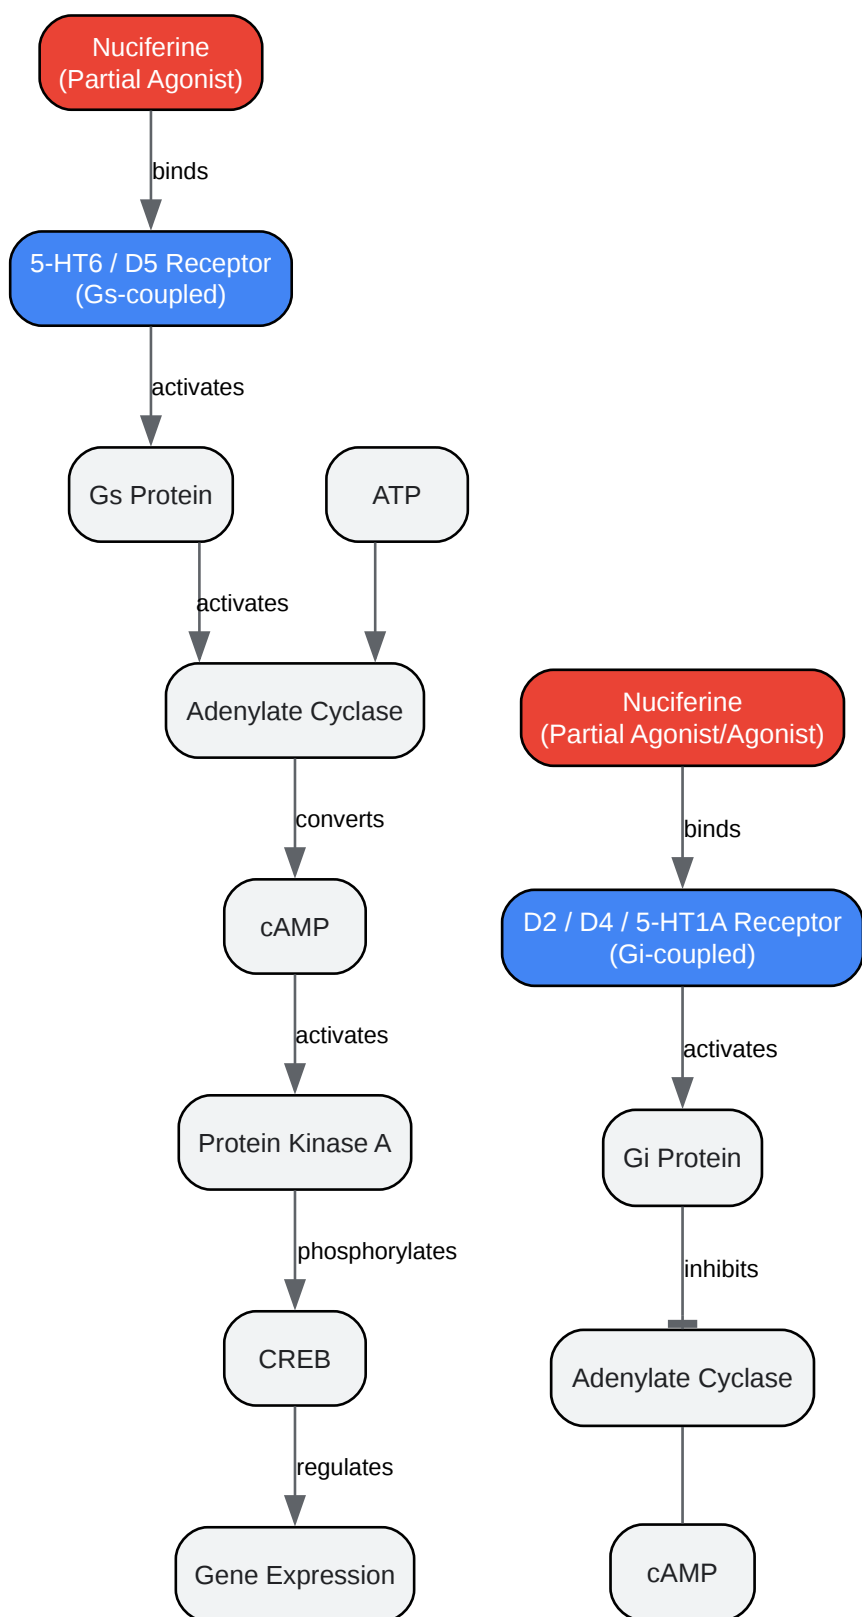 Nuciferine
(Partial Agonist)
binds
5-HT6 / D5 Receptor
(Gs-coupled)
activates
Gs Protein
ATP
activates
Adenylate Cyclase
converts
cAMP
activates
Protein Kinase A
phosphorylates
CREB
regulates
Gene Expression
Nuciferine
(Partial Agonist/Agonist)
binds
D2 / D4 / 5-HT1A Receptor
(Gi-coupled)
activates
Gi Protein
inhibits
Adenylate Cyclase
cAMP